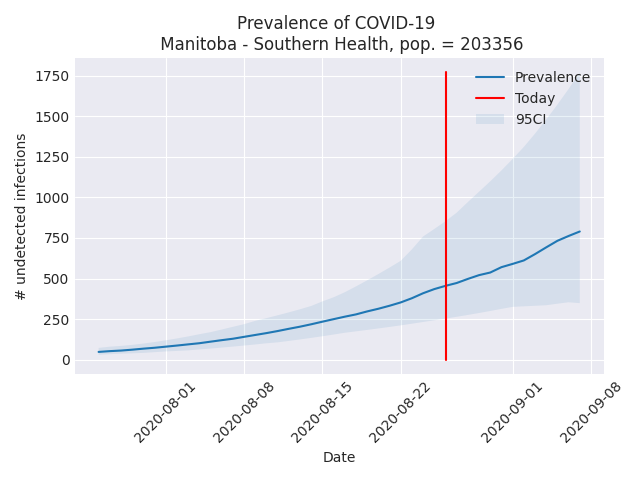 Prevalence of COVID-19
Manitoba - Southern Health, pop. = 203356
1750
1500
1250
1000
750
500
250
0
# undetected infections
Prevalence
Today
95CI
2020-08-01
2020-08-08
2020-08-15
2020-08-22
2020-09-01
2020-09-08
Date